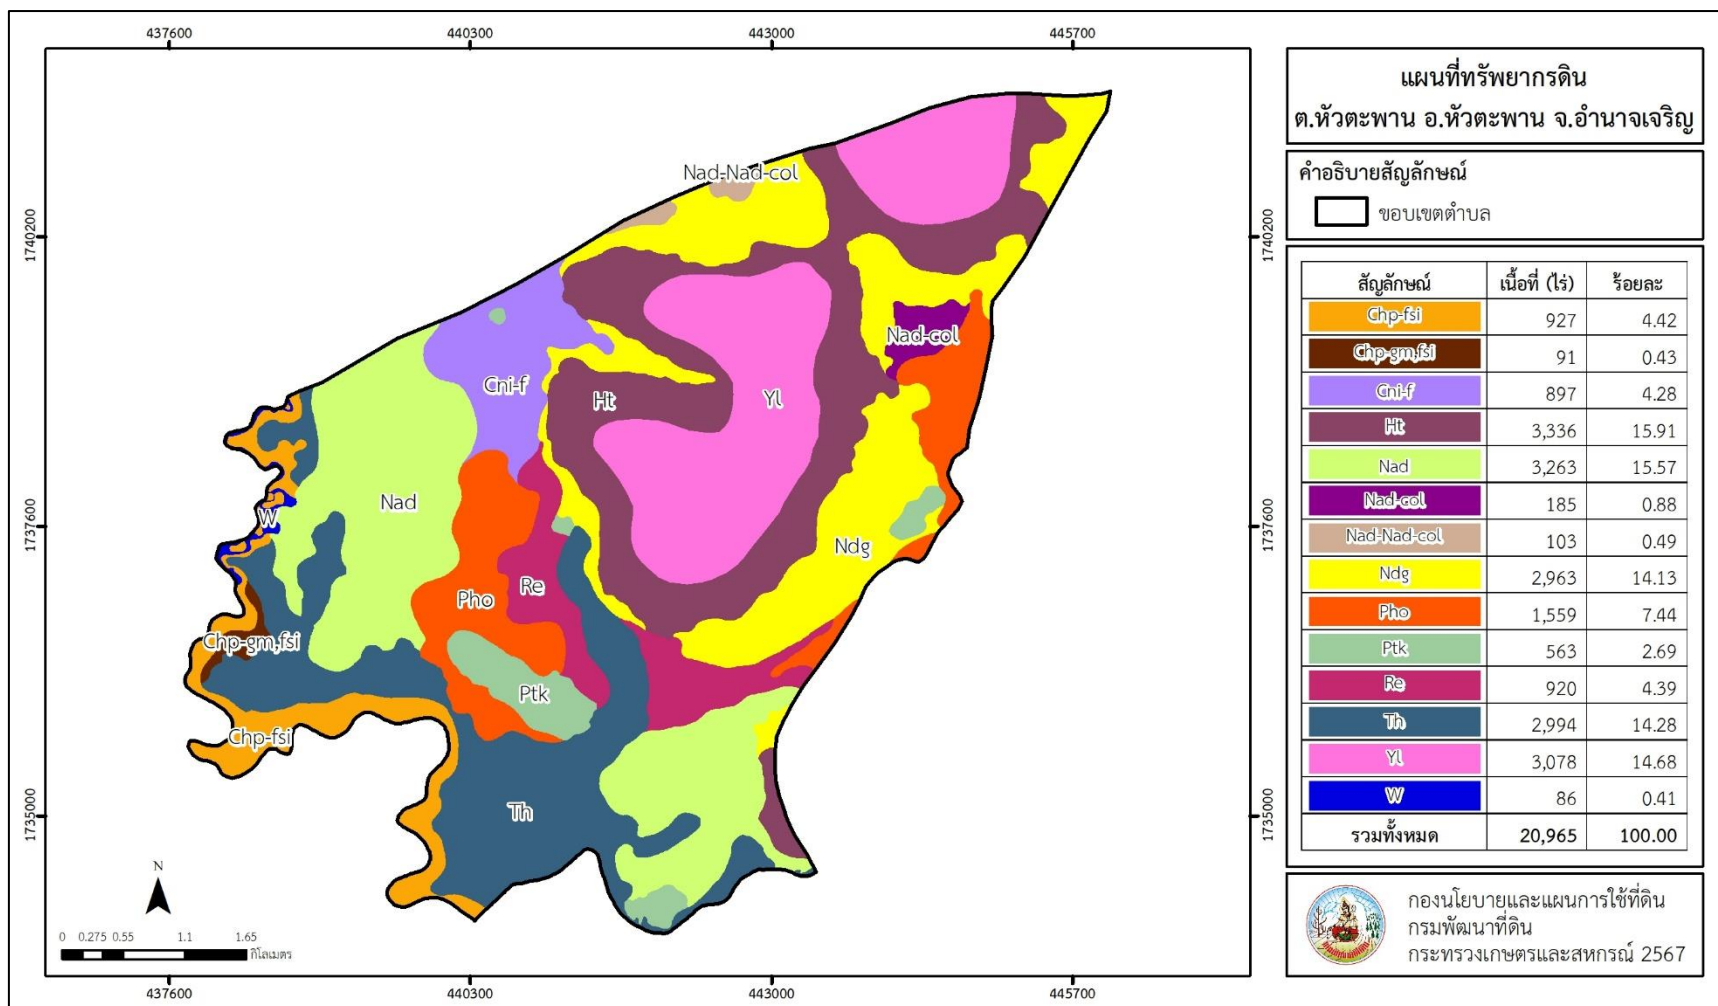 437600 440300 443000 445700
แผนที่ทรัพยากรดิน
ต.หัวตะพาน อ.หัวตะพาน จ.อำนาจเจริญ
คำอธิบายสัญลักษณ์
ขอบเขตตำบล
สัญลักษณ์ เนื้อที่ (ไร่) ร้อยละ
Chp-fsi 927 4.42
Chp-gm,fsi 91 0.43
Cni-f 897 4.28
Ht 3,336 15.91
Nad 3,263 15.57
Nad-col 185 0.88
Nad-Nad-col 103 0.49
Ndg 2,963 14.13
Pho 1,559 7.44
Ptk 563 2.69
Re 920 4.39
Th 2,994 14.28
Yl 3,078 14.68
W 86 0.41
รวมทั้งหมด 20,965 100.00
กองนโยบายและแผนการใช้ที่ดิน
กรมพัฒนาที่ดิน
กระทรวงเกษตรและสหกรณ์ 2567
Nad-Nad-col
1740200 1740200
Nad-col
Cni-f
Ht
Yl
Nad
W
1737600 1737600
Ndg
Re
Pho
Chp-gm,fsi
Ptk
Chp-fsi
Th
1735000 1735000
N
0 0.275 0.55 1.1 1.65
กิโลเมตร
437600 440300 443000 445700